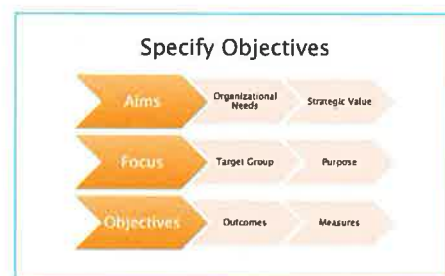 Specify Objectives
Aims
Organizational
Needs
Strategic Value
Focus
Target Group
Purpose
Objectives
Outcomes
Measures